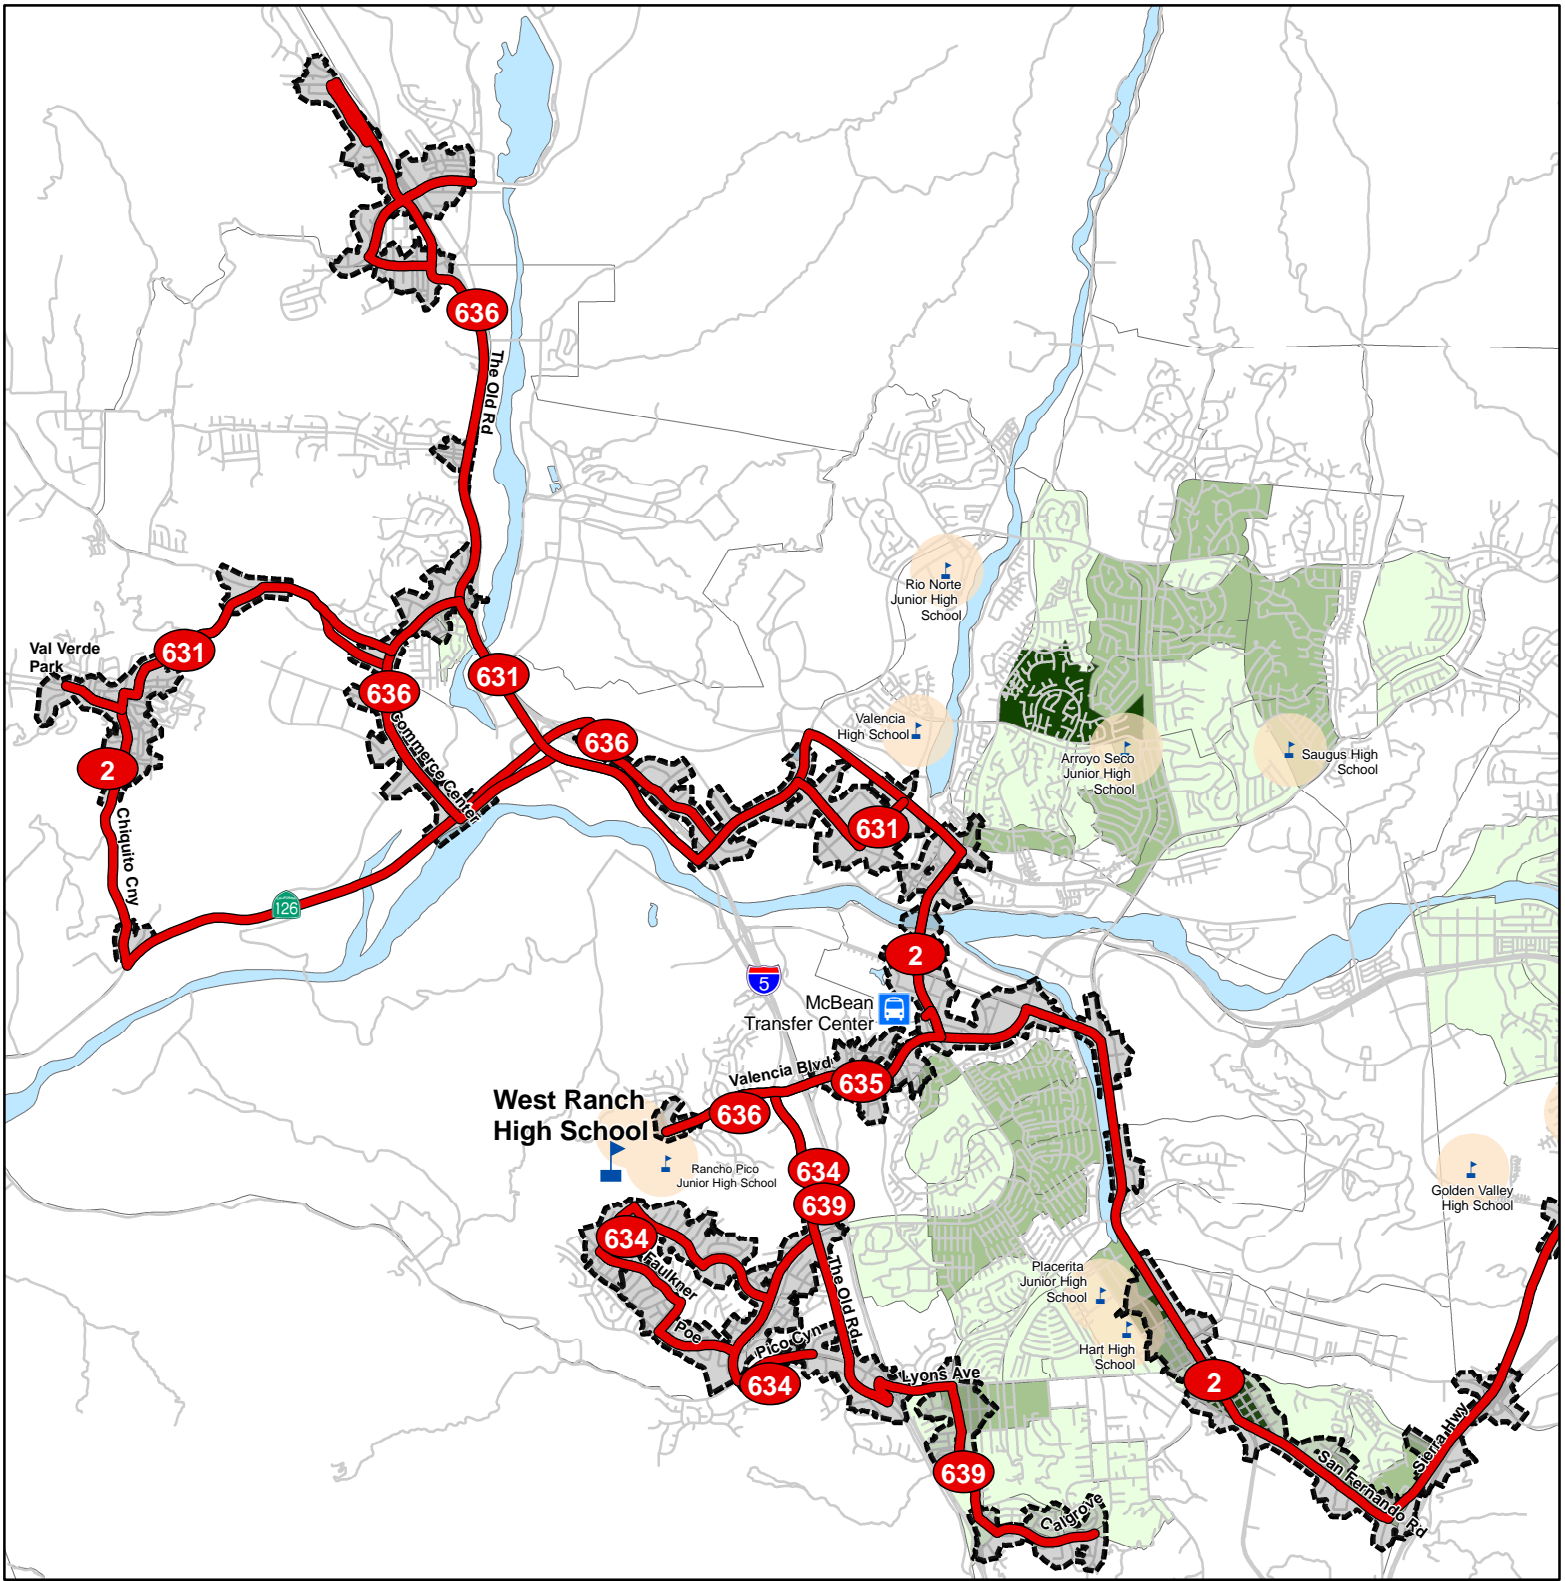 636
The Old Rd
Rio Norte
Junior High
School
Val Verde
Park
631
636
631
Commerce Center
636
Valencia
High School
Arroyo Seco
Junior High
School
Saugus High
School
2
Chiquito Cny
631
126
2
5
McBean
Transfer Center
Valencia Blvd
635
West Ranch
High School
636
Rancho Pico
Junior High School
634
639
Golden Valley
High School
634
Faulkner
The Old Rd
Placerita
Junior High
School
Poe
Pico Cyn
Hart High
School
634
Lyons Ave
2
639
Sierra Hwy
San Fernando Rd
Calgrove